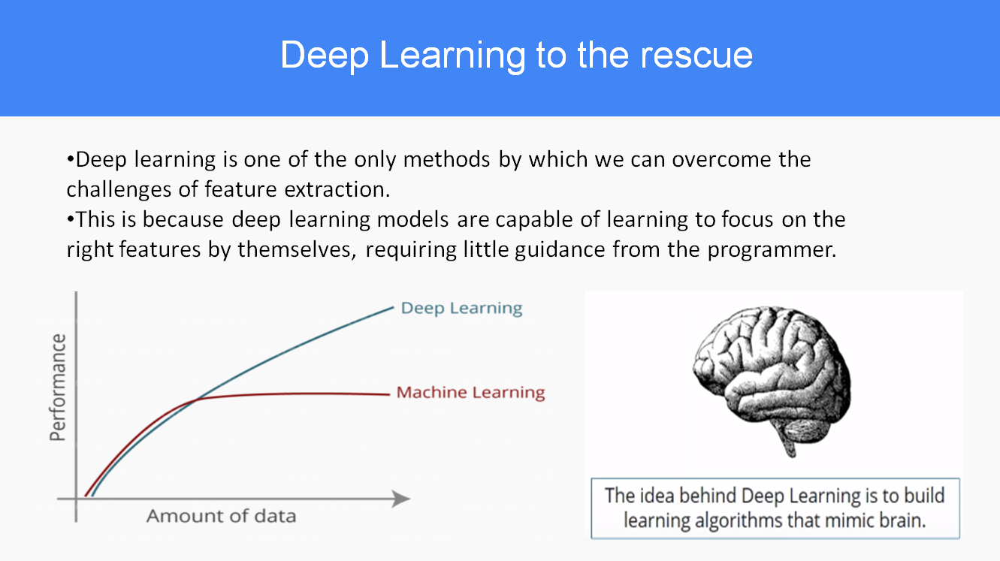 Deep Learning to the rescue
•Deep learning is one of the only methods by which we can overcome the
challenges of feature extraction.
•This is because deep learning models are capable of learning to focus on the
right features by themselves, requiring little guidance from the programmer.
Performance
Deep Learning
Machine Learning
Amount of data
The idea behind Deep Learning is to build
learning algorithms that mimic brain.